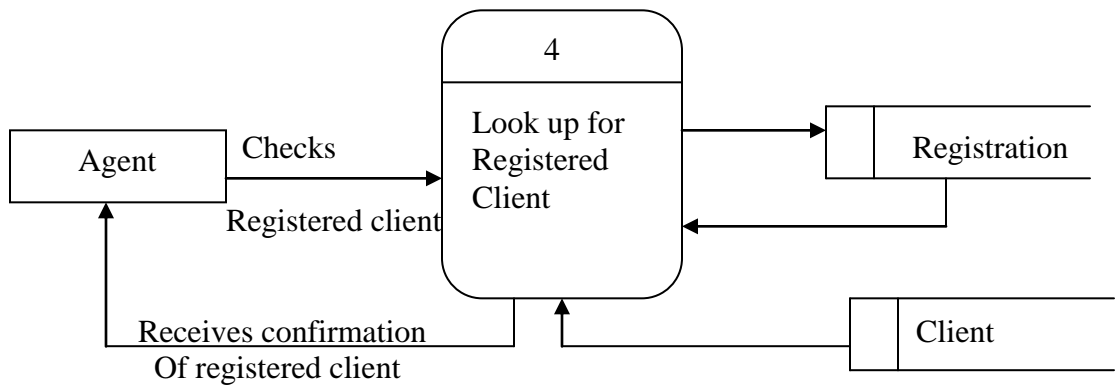 4
Look up for
Registered
Client
Agent
Checks
Registered client
Registration
Receives confirmation
Of registered client
Client